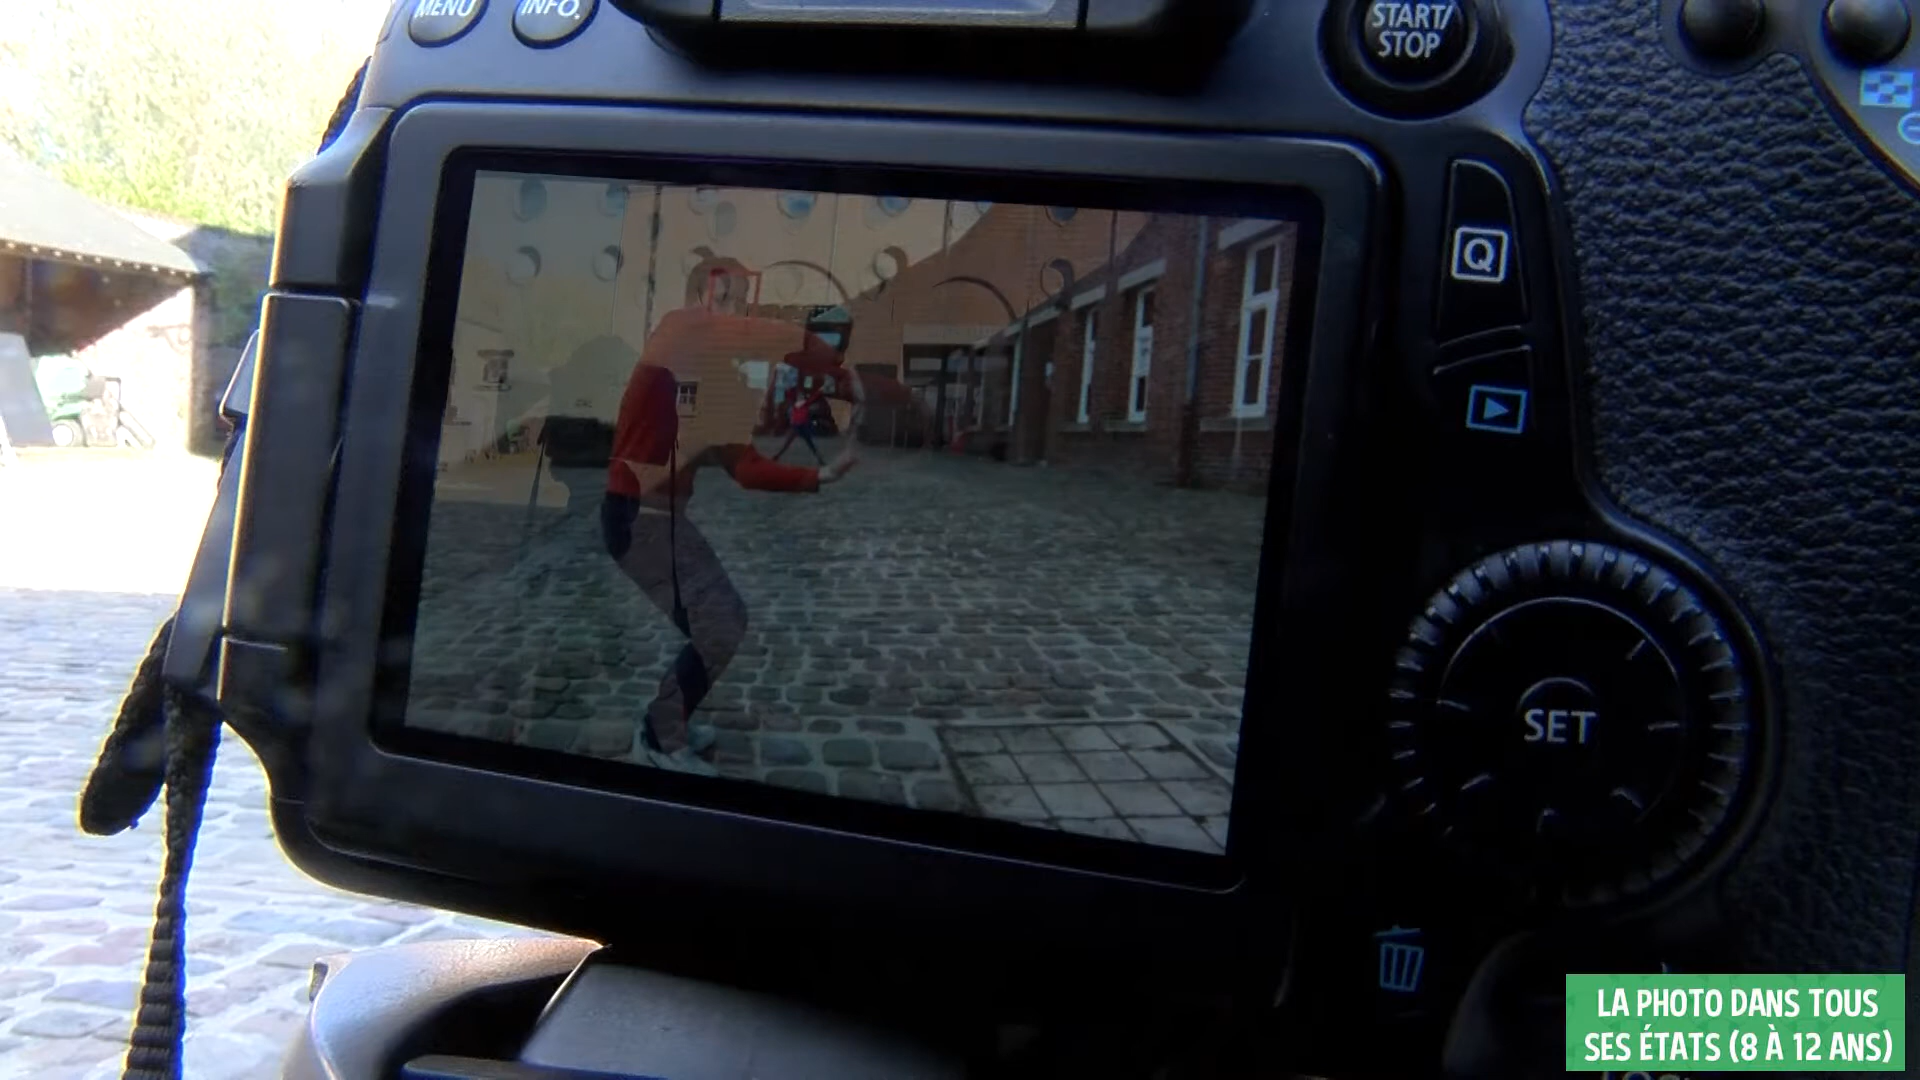 MENU
INFO.
START/
STOP
Q
SET
LA PHOTO DANS TOUS
SES ÉTATS (8 À 12 ANS)